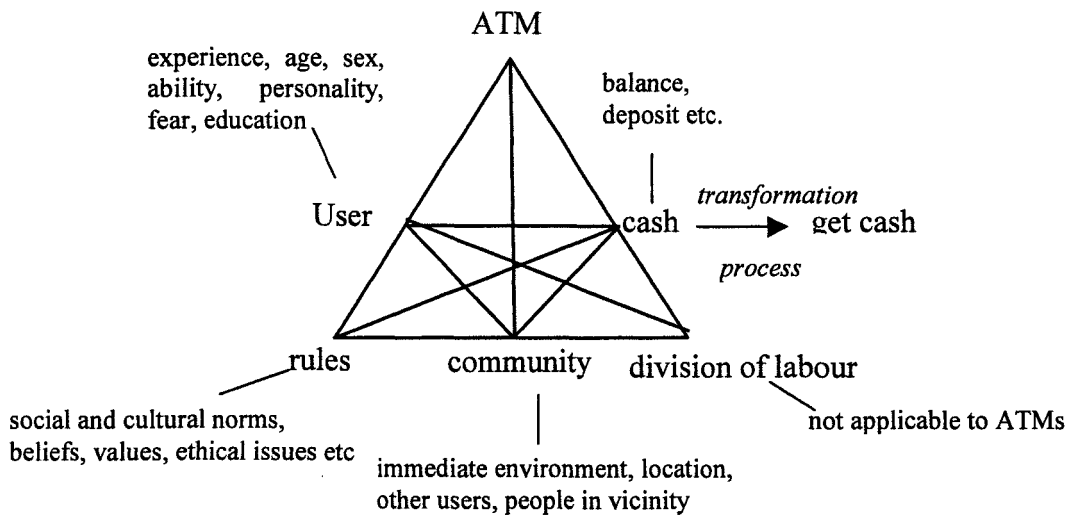 ATM
experience, age, sex,
ability, personality,
fear, education
balance,
deposit etc.
transformation
User
cash
get cash
process
rules
community
division of labour
social and cultural norms,
beliefs, values, ethical issues etc
not applicable to ATMs
immediate environment, location,
other users, people in vicinity